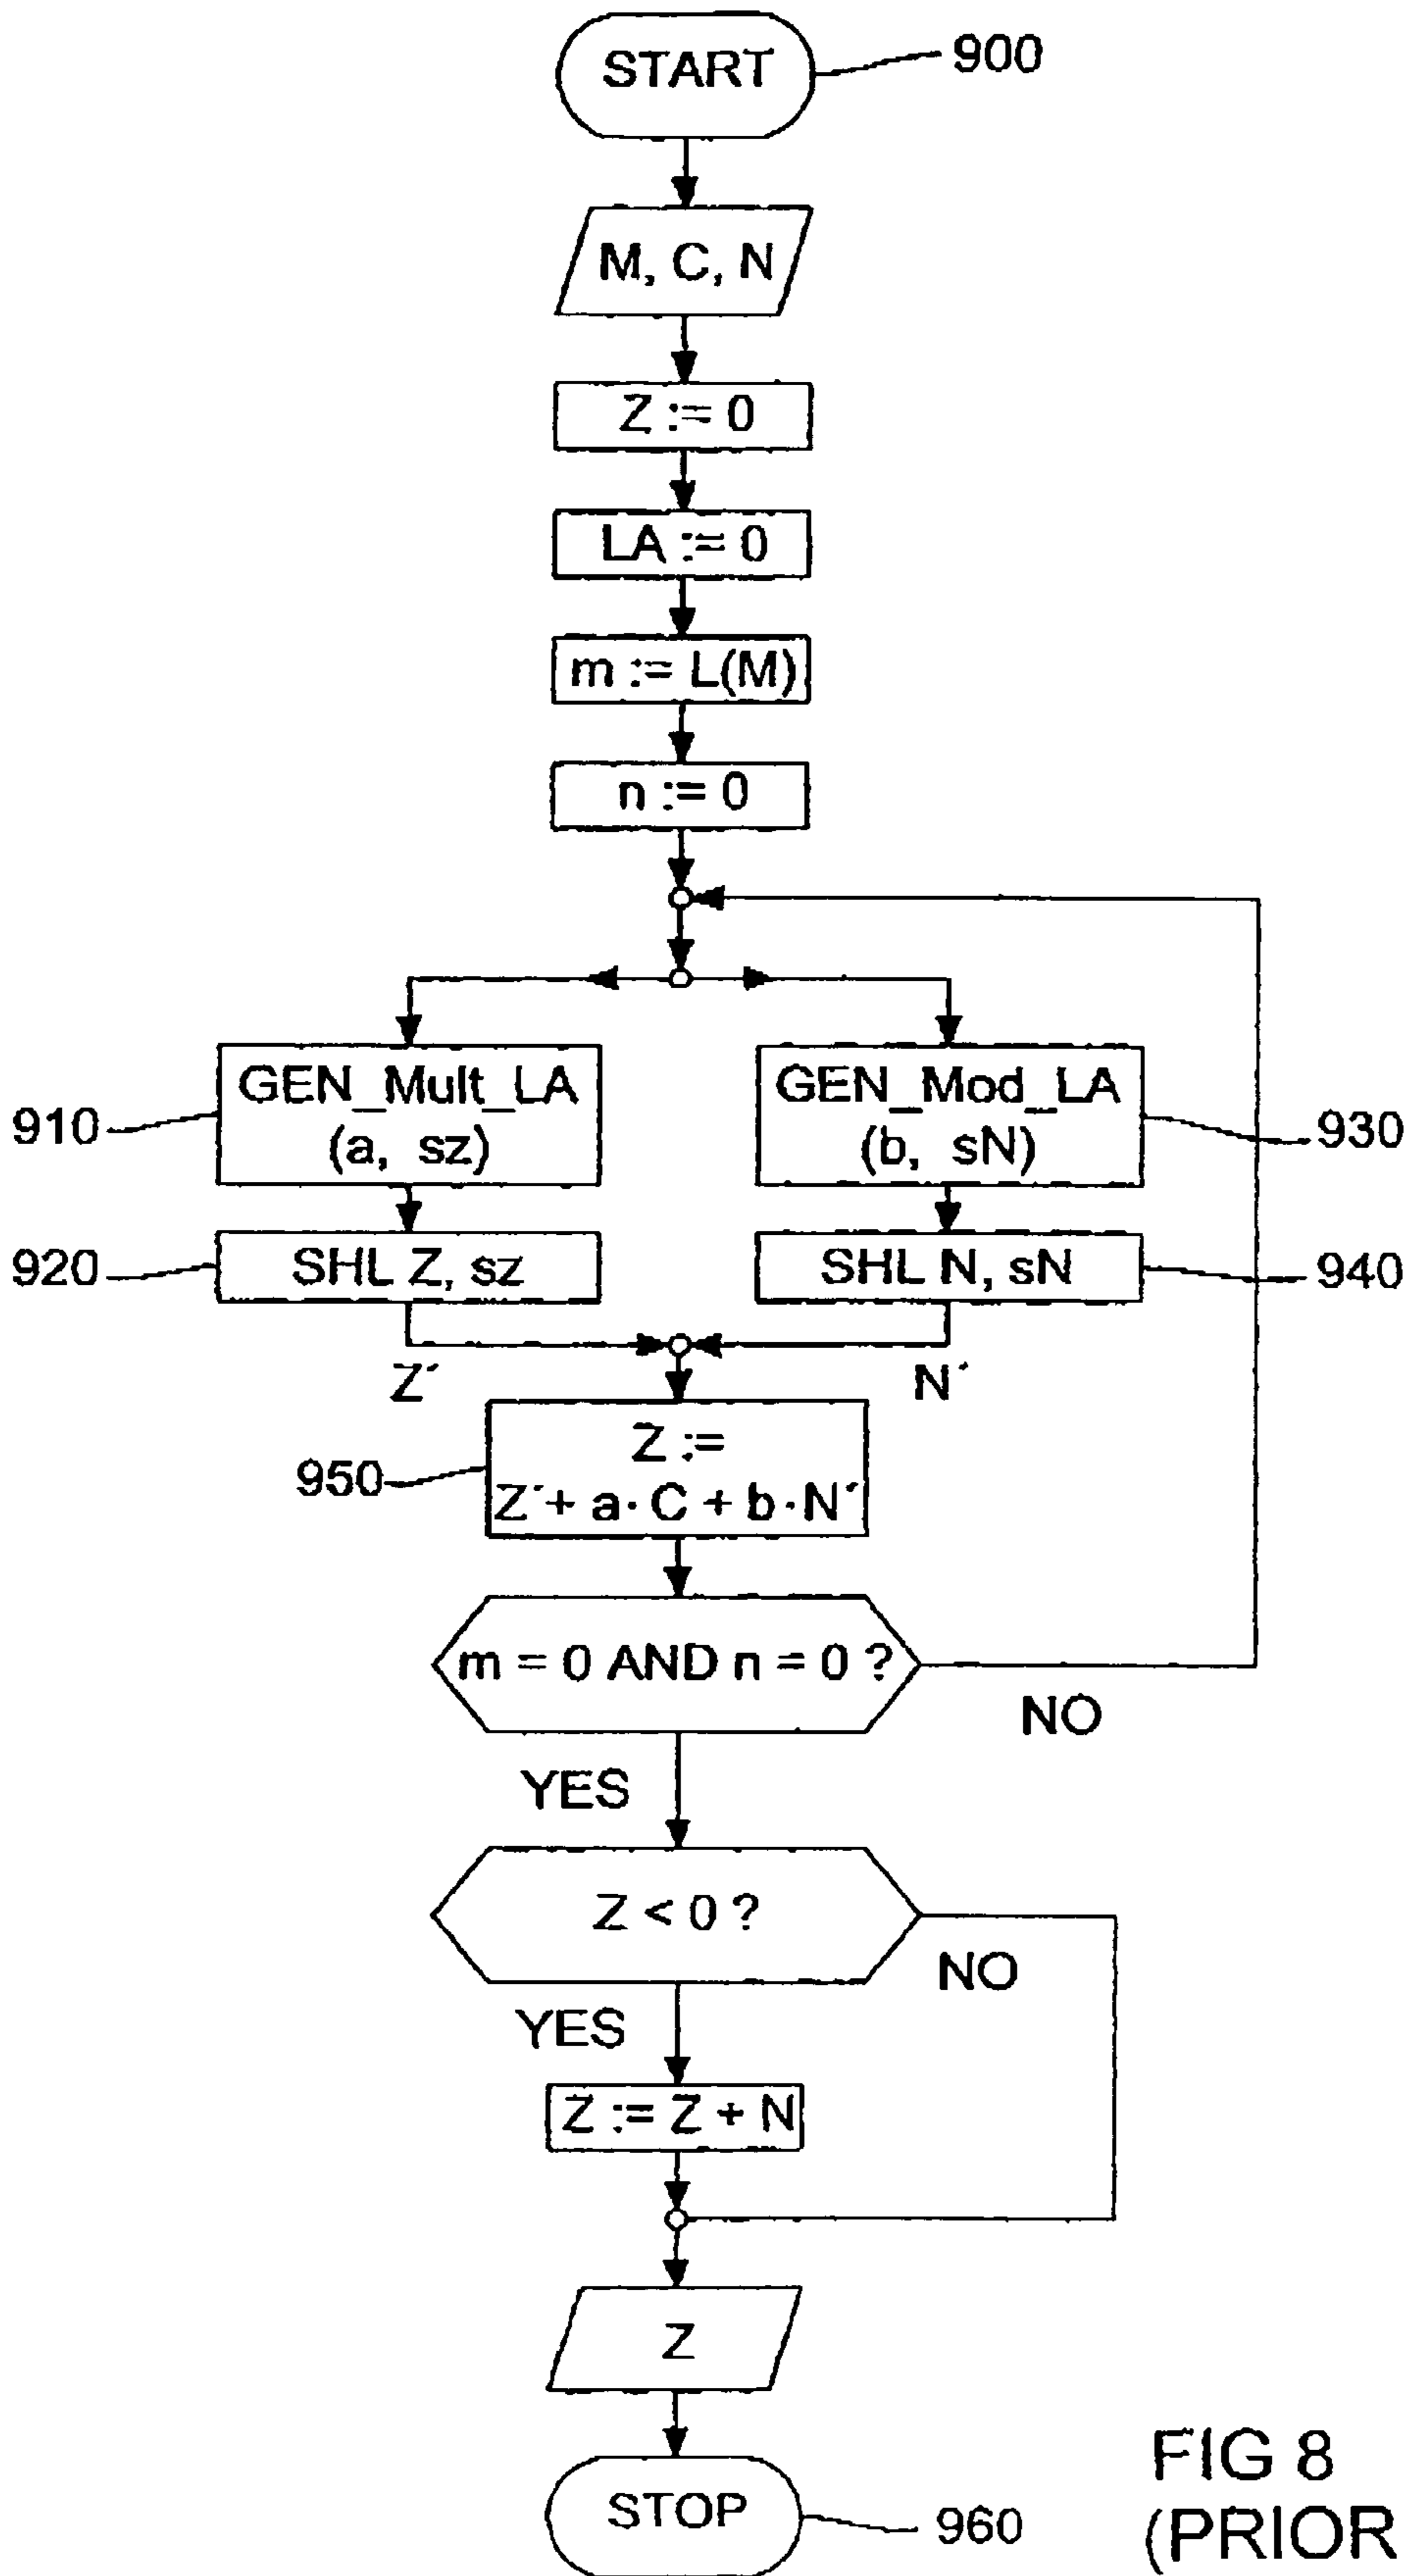 START
900
M, C, N
Z := 0
LA := 0
m := L(M)
n := 0
GEN_Mult_LA
(a, sz)
910
GEN_Mod_LA
(b, sN)
930
SHL Z, sz
920
SHL N, sN
940
Z´
N´
Z :=
Z´+ a · C + b · N´
950
m = 0 AND n = 0 ?
NO
YES
Z < 0 ?
NO
YES
Z := Z + N
Z
STOP
960
FIG 8
(PRIOR